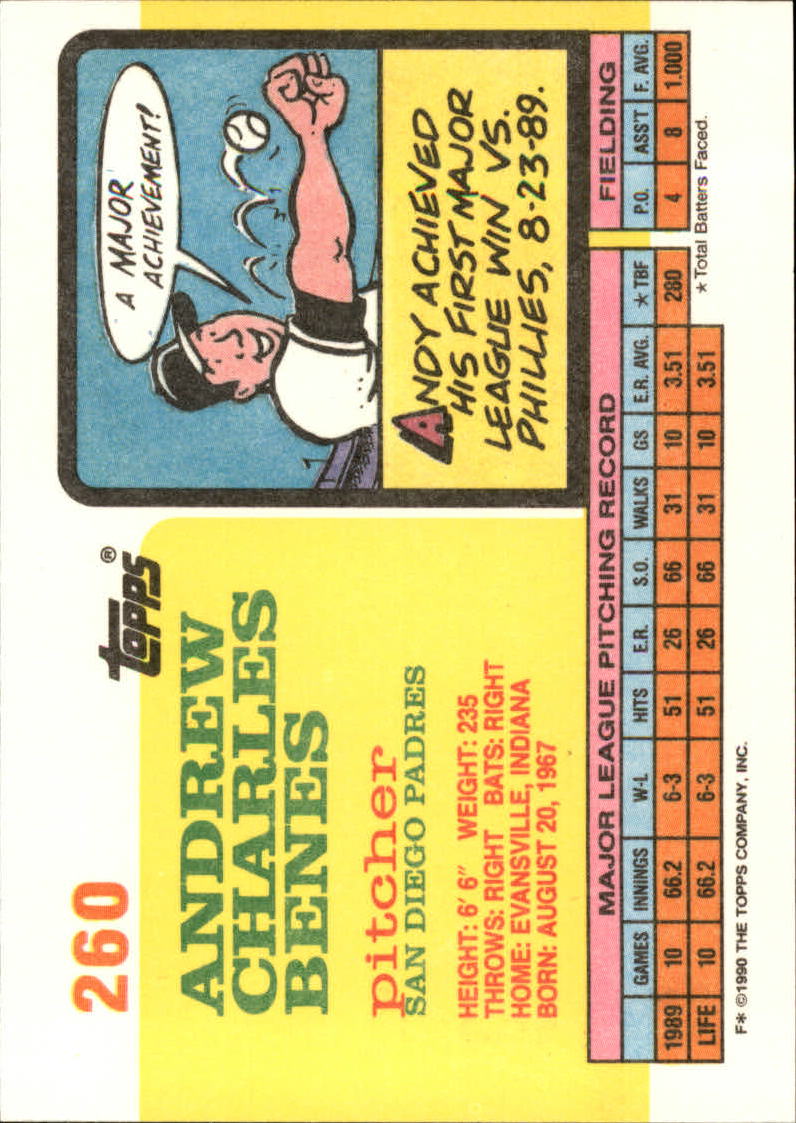 260
Topps®
ANDREW
CHARLES
BENES
pitcher
SAN DIEGO PADRES
HEIGHT: 6' 6" WEIGHT: 235
THROWS: RIGHT BATS: RIGHT
HOME: EVANSVILLE, INDIANA
BORN: AUGUST 20, 1967
A MAJOR
ACHIEVEMENT!
ANDY ACHIEVED
HIS FIRST MAJOR
LEAGUE WIN VS.
PHILLIES, 8-23-89.
MAJOR LEAGUE PITCHING RECORD
FIELDING
GAMES INNINGS W-L HITS E.R. S.O. WALKS GS E.R. AVG. ★TBF P.O. ASS'T F. AVG.
1989 10 66.2 6-3 51 26 66 31 10 3.51 280 4 8 1.000
LIFE 10 66.2 6-3 51 26 66 31 10 3.51
★Total Batters Faced.
F* ©1990 THE TOPPS COMPANY, INC.